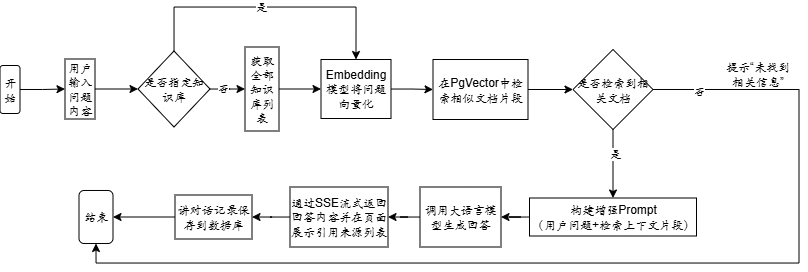 开
始
用户
输入
问题
内容
是否指定知
识库
是
否
获取
全部
知识
库列
表
Embedding
模型将问题
向量化
在PgVector中检
索相似文档片段
是否检索到相
关文档
否
提示“未找到
相关信息”
是
构建增强Prompt
（用户问题+检索上下文片段）
调用大语言模
型生成回答
通过SSE流式返回
回答内容并在页面
展示引用来源列表
讲对话记录保
存到数据库
结束